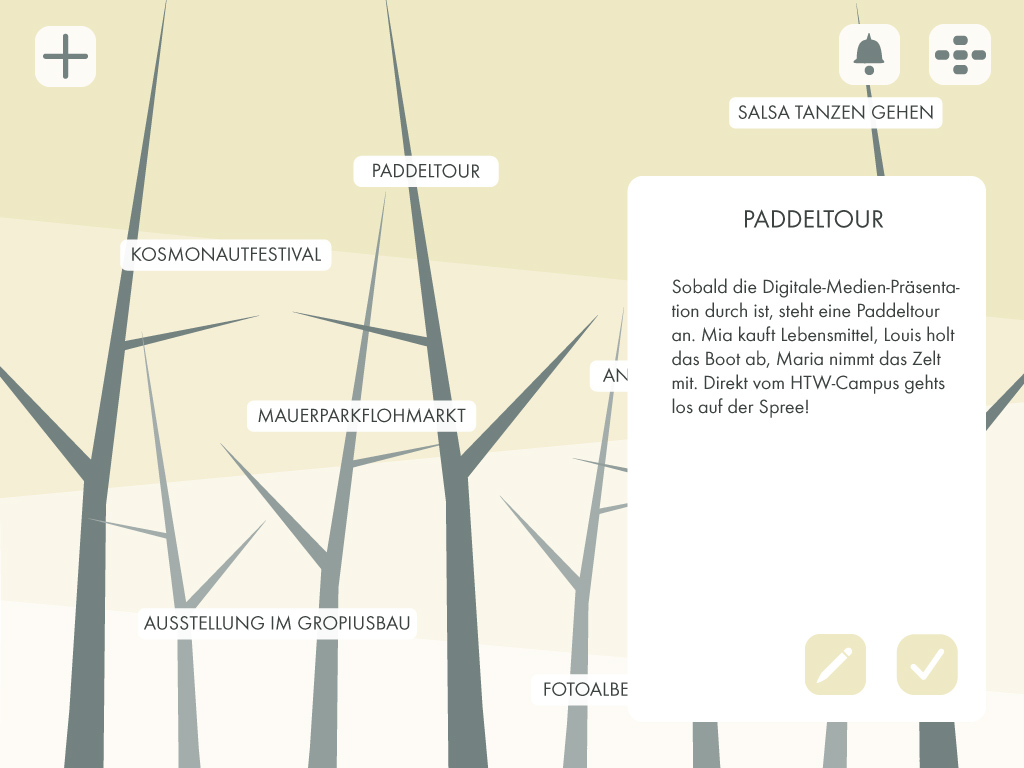 SALSA TANZEN GEHEN
PADDELTOUR
KOSMONAUTFESTIVAL
MAUERPARKFLOHMARKT
AUSSTELLUNG IM GROPIUSBAU
AN
FOTOALBE
PADDELTOUR
Sobald die Digitale-Medien-Präsenta-
tion durch ist, steht eine Paddeltour
an. Mia kauft Lebensmittel, Louis holt
das Boot ab, Maria nimmt das Zelt
mit. Direkt vom HTW-Campus gehts
los auf der Spree!